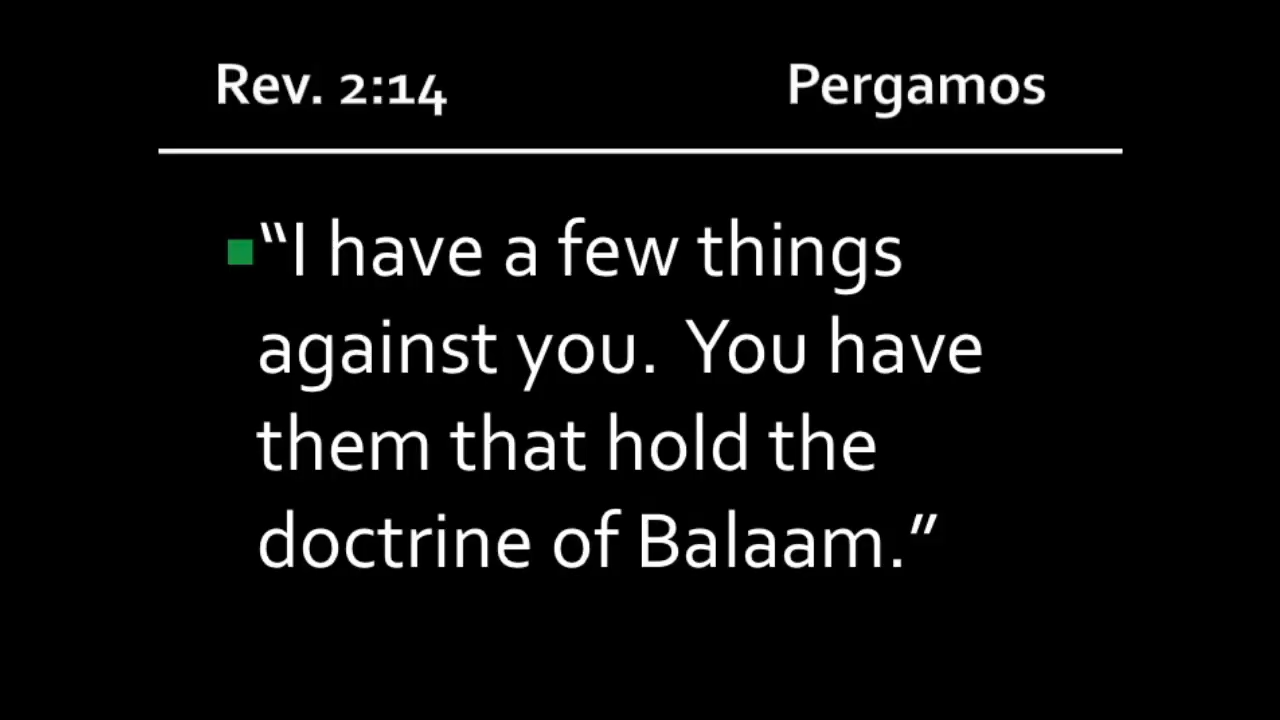 Rev. 2:14 Pergamos
“I have a few things
against you.  You have
them that hold the
doctrine of Balaam.”